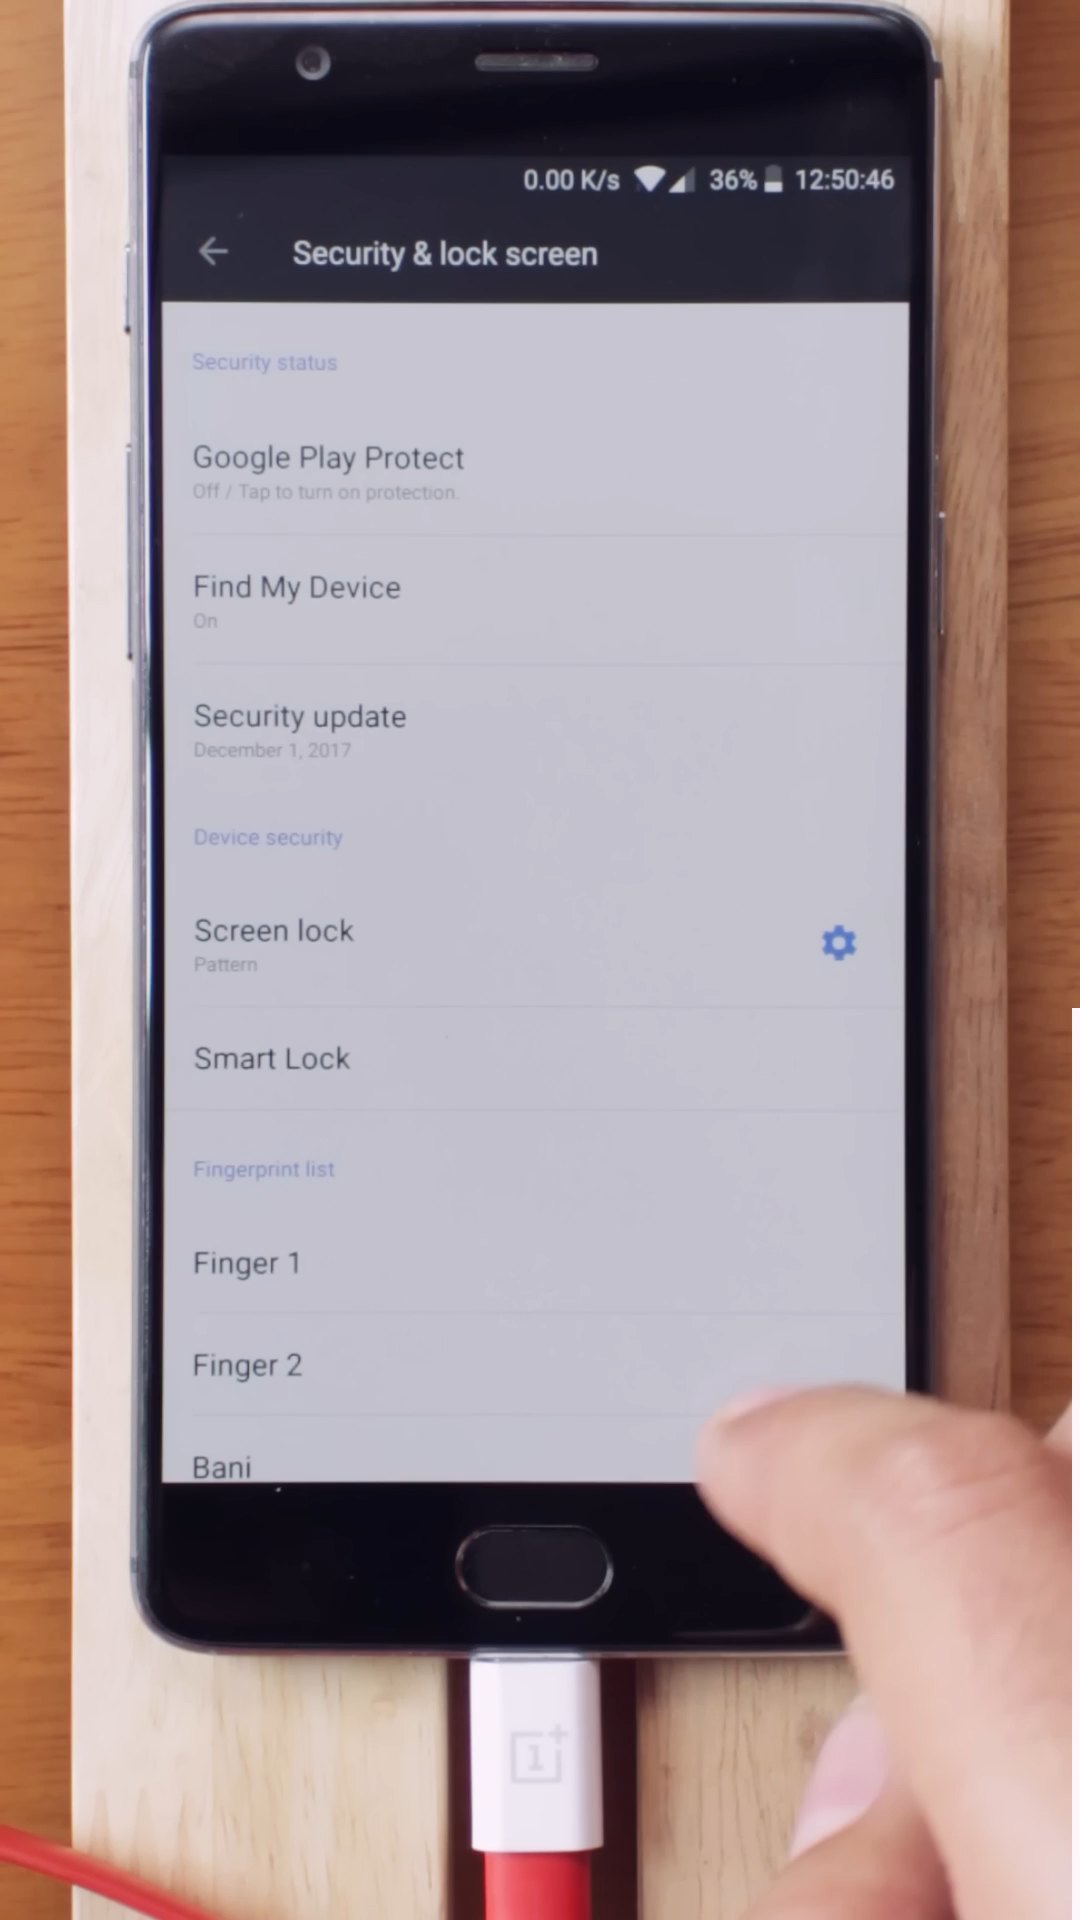 0.00 K/s 36% 12:50:46
Security & lock screen
Security status
Google Play Protect
Off / Tap to turn on protection.
Find My Device
On
Security update
December 1, 2017
Device security
Screen lock
Pattern
Smart Lock
Fingerprint list
Finger 1
Finger 2
Bani
1+